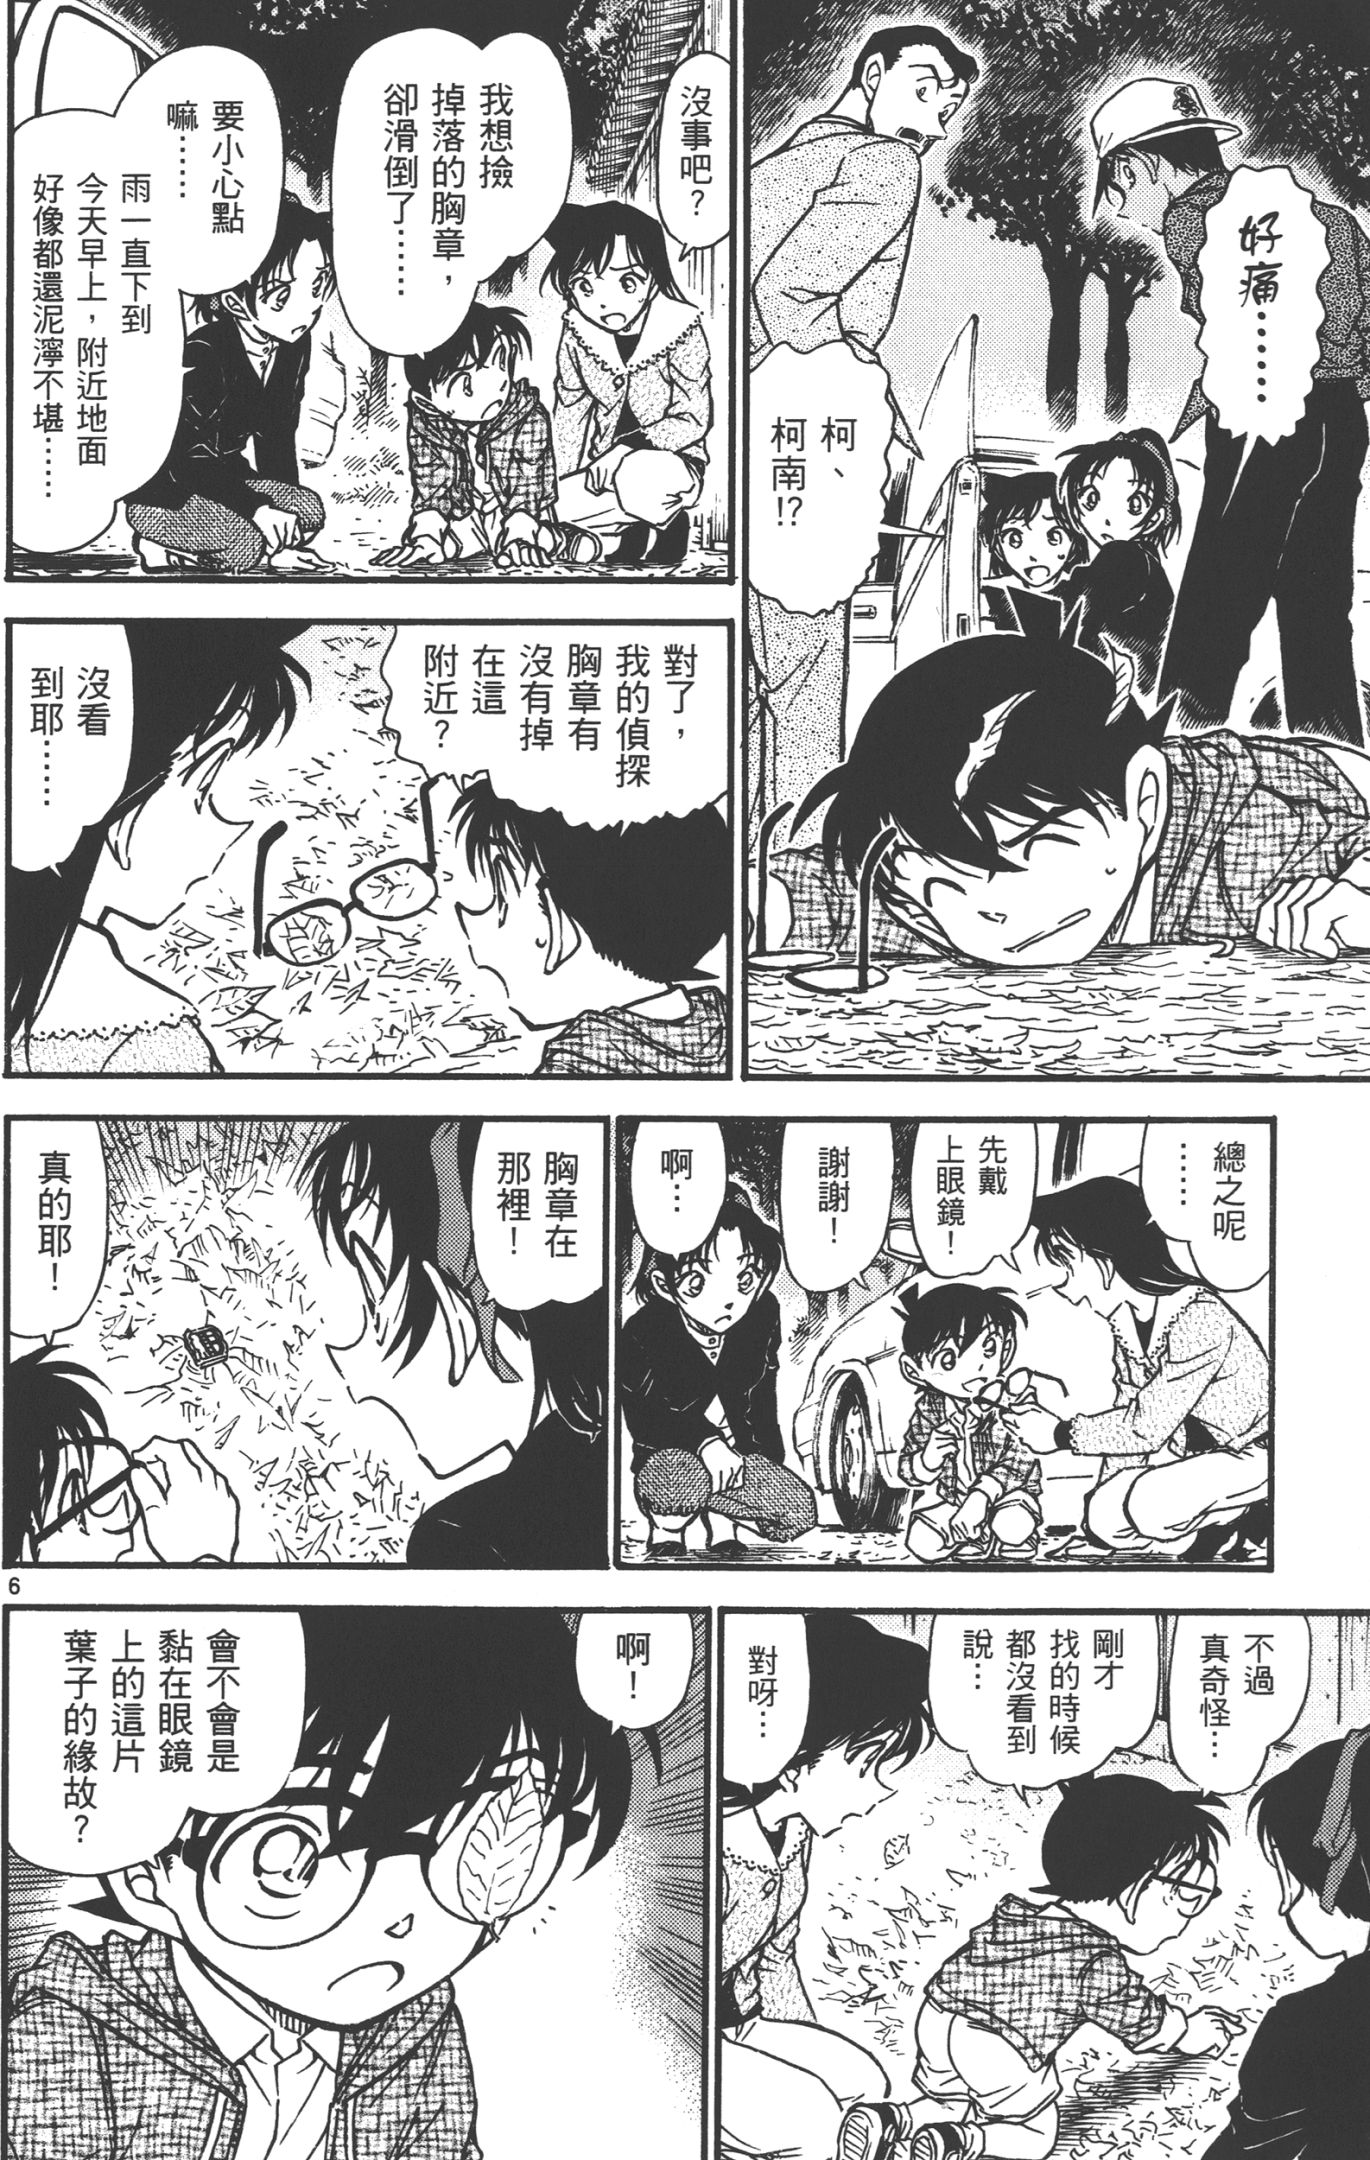 好痛……
柯、
柯南!?
沒事吧？
我想撿
掉落的胸章，
卻滑倒了……
要小心點
嘛……
雨一直下到
今天早上，附近地面
好像都還泥濘不堪……
對了，
我的偵探
胸章有
沒有掉
在這
附近？
沒看
到耶……
總之呢
……
先戴
上眼鏡！
謝謝！
啊…
胸章在
那裡！
真的耶！
不過
真奇怪…
剛才
找的時候
都沒看到
說…
對呀…
啊！
會不會是
黏在眼鏡
上的這片
葉子的緣故？
6